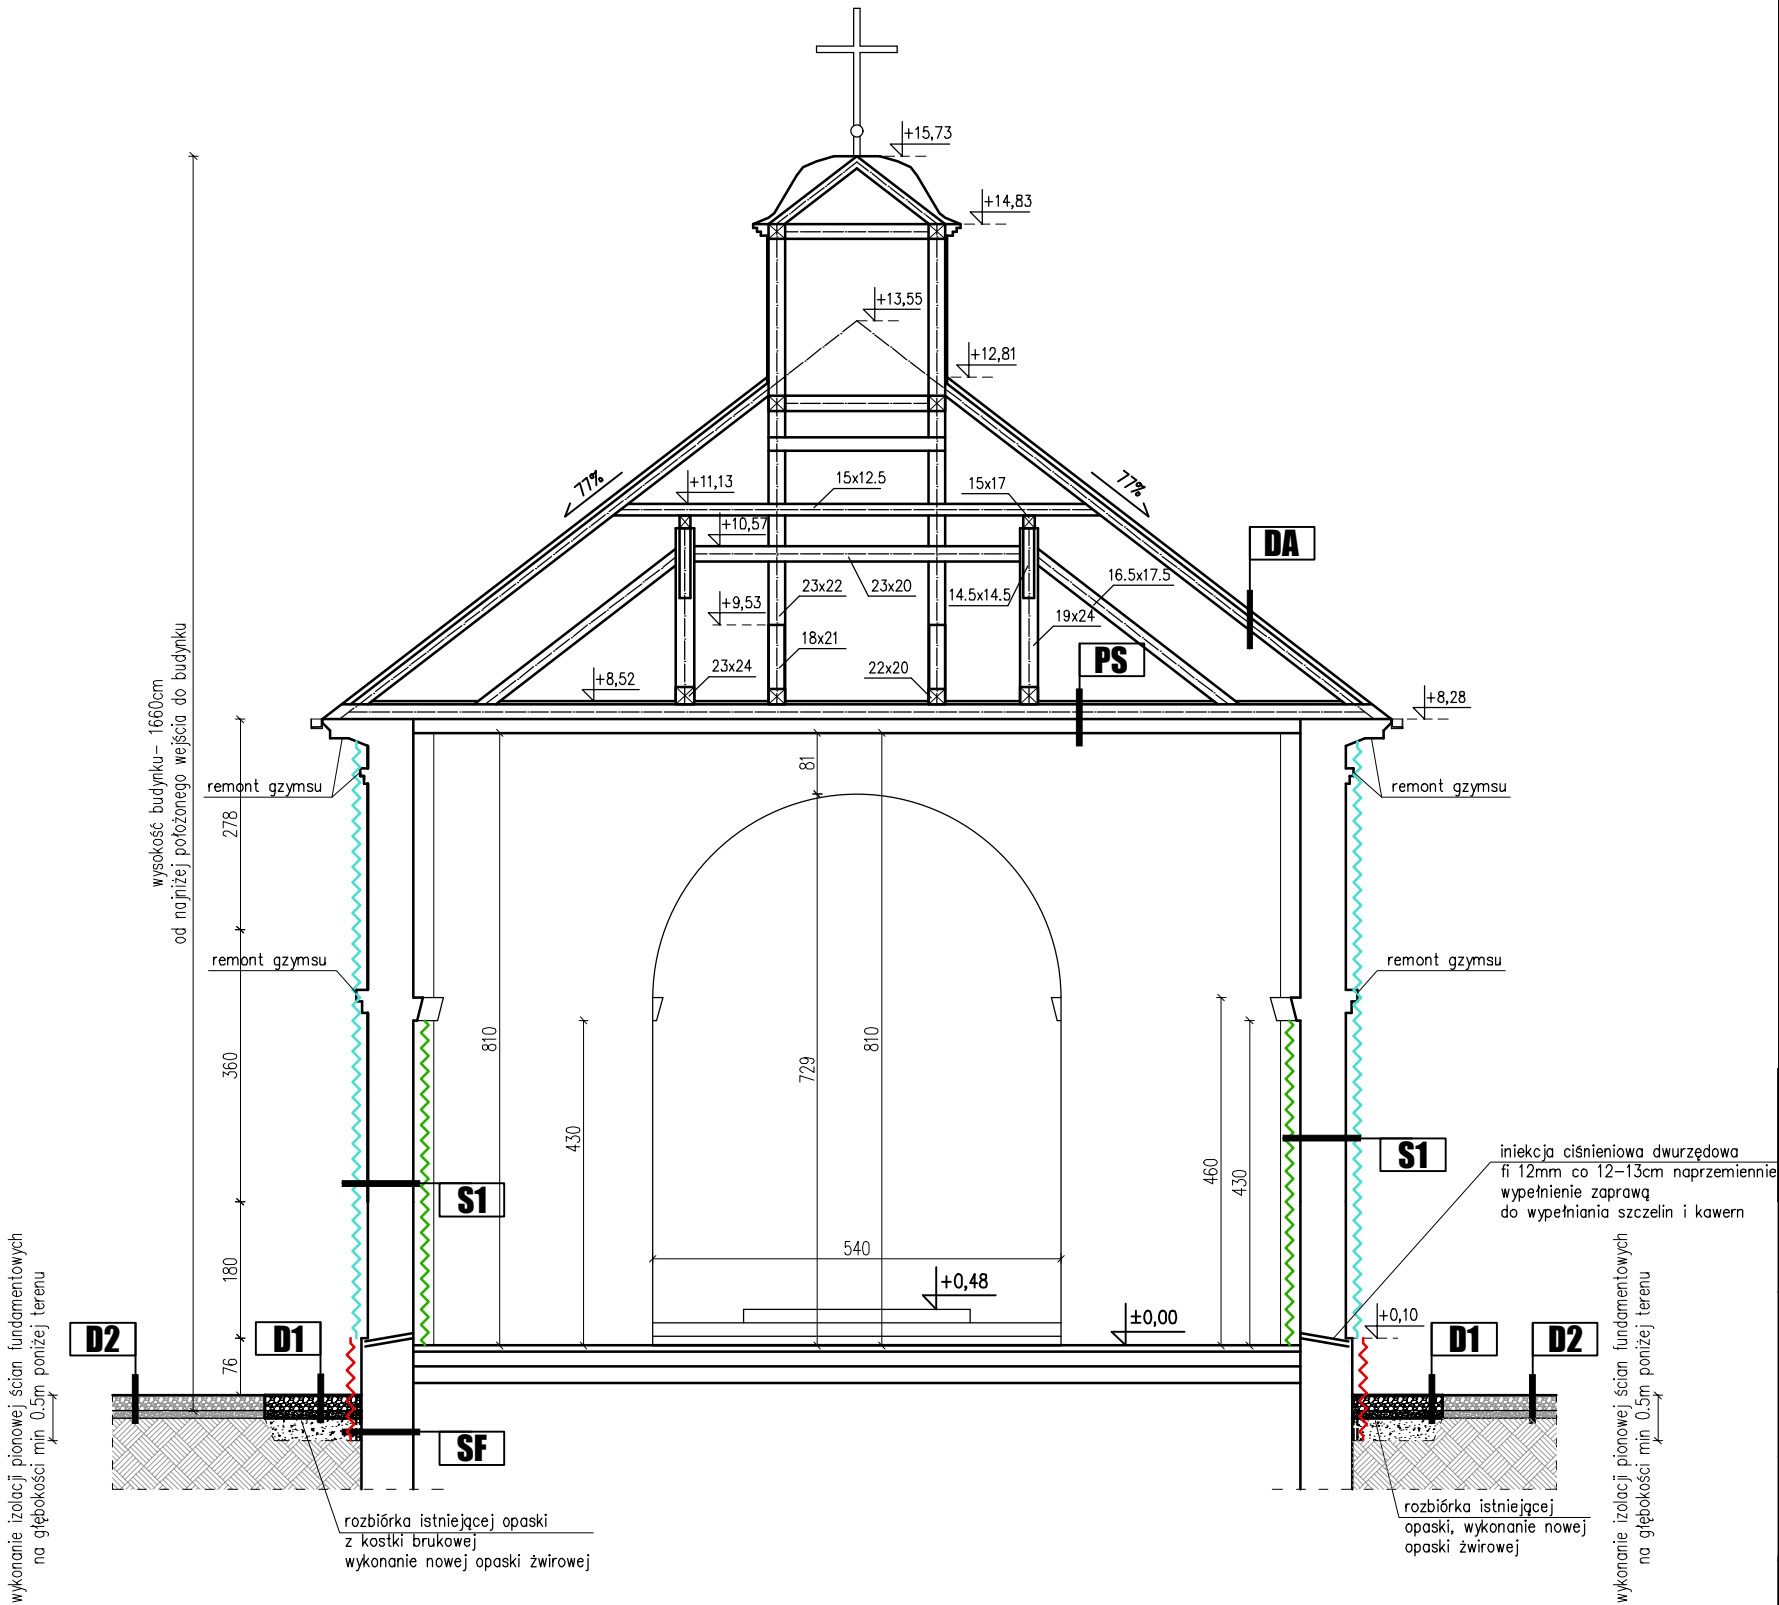 +15,73
+14,83
+13,55
+12,81
77%
+11,13
15x12.5
15x17
77%
+10,57
DA
23x22
23x20
14.5x14.5
16.5x17.5
+9,53
18x21
19x24
PS
+8,52
23x24
22x20
+8,28
wysokość budynku- 1660cm
od najniżej położonego wejścia do budynku
remont gzymsu
remont gzymsu
278
81
remont gzymsu
remont gzymsu
360
810
430
729
810
460
430
S1
S1
iniekcja ciśnieniowa dwurzędowa
fi 12mm co 12-13cm naprzemiennie
wypełnienie zaprawą
do wypełniania szczelin i kawern
180
540
+0,48
±0,00
+0,10
76
D2
D1
D1
D2
SF
wykonanie izolacji pionowej ścian fundamentowych
na głębokości min 0.5m poniżej terenu
wykonanie izolacji pionowej ścian fundamentowych
na głębokości min 0.5m poniżej terenu
rozbiórka istniejącej opaski
z kostki brukowej
wykonanie nowej opaski żwirowej
rozbiórka istniejącej
opaski, wykonanie nowej
opaski żwirowej